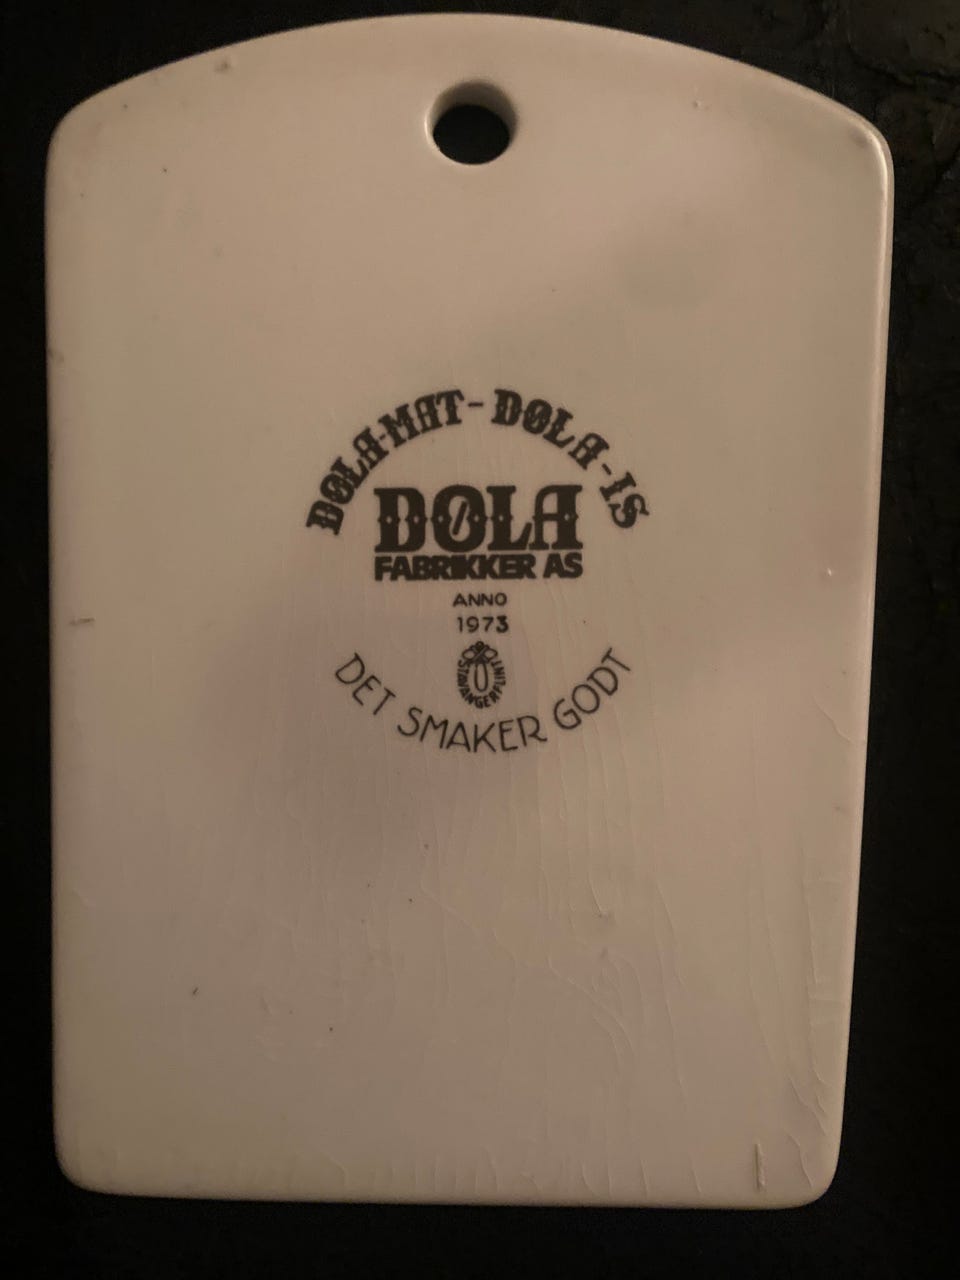 DØLA-MAT - DØLA - IS
DØLA
FABRIKKER AS
ANNO
1973
STAVANGERFLINT
DET SMAKER GODT